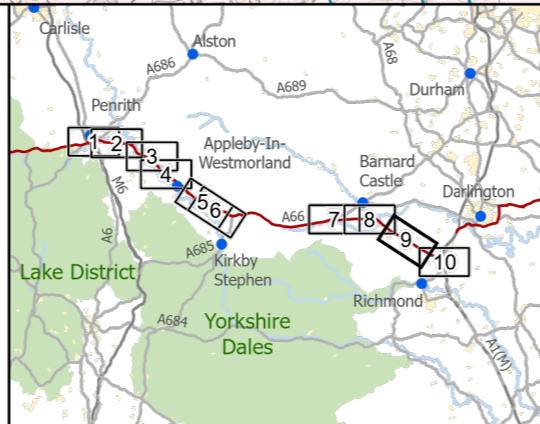 Carlisle
Alston
A686
A68
A689
Durham
Penrith
1
2
3
4
5
6
Appleby-In-
Westmorland
Barnard
Castle
Darlington
M6
A6
A66
7
8
9
10
A685
Kirkby
Stephen
Lake District
Richmond
A684
Yorkshire
Dales
A1(M)